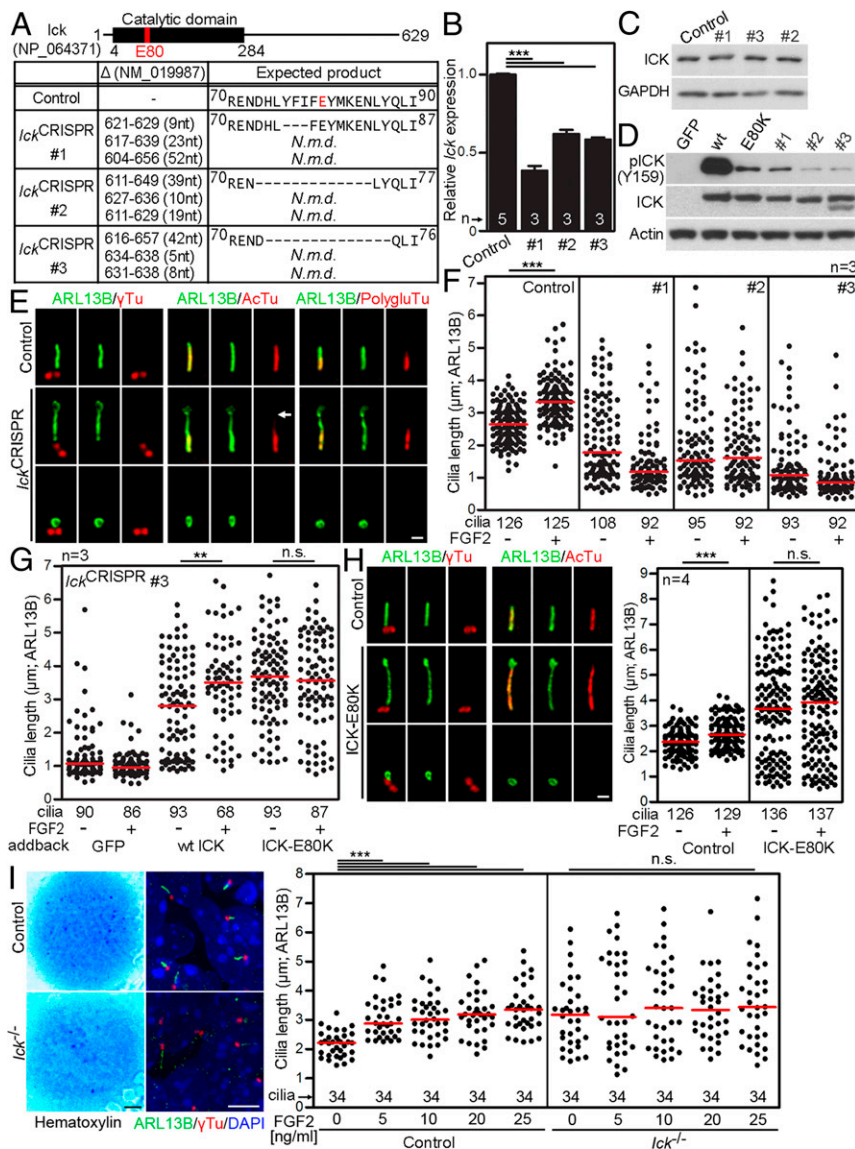 A
Ick
(NP_064371)
Catalytic domain
1
629
E80
4
284
Δ (NM_019987)
Expected product
Control
-
70RENDHLYFIFEYMKENLYQLI90
IckCRISPR
#1
621-629 (9nt)
617-639 (23nt)
604-656 (52nt)
70RENDHL---FEYMKENLYQLI87
N.m.d.
N.m.d.
IckCRISPR
#2
611-649 (39nt)
627-636 (10nt)
611-629 (19nt)
70REN-------------LYQLI77
N.m.d.
N.m.d.
IckCRISPR
#3
616-657 (42nt)
634-638 (5nt)
631-638 (8nt)
70REND--------------QLI76
N.m.d.
N.m.d.
B
***
Relative Ick expression
1.0
0.5
0.0
n→
5
3
3
3
Control
#1
#2
#3
C
Control
#1
#3
#2
ICK
GAPDH
D
GFP
wt
E80K
#1
#2
#3
pICK
(Y159)
ICK
Actin
E
ARL13B/γTu
ARL13B/AcTu
ARL13B/PolygluTu
Control
IckCRISPR
F
n=3
***
Control
#1
#2
#3
Cilia length (μm; ARL13B)
7
6
5
4
3
2
1
0
cilia
126
125
108
92
95
92
93
92
FGF2
-
+
-
+
-
+
-
+
G
n=3
IckCRISPR #3
**
n.s.
Cilia length (μm; ARL13B)
8
7
6
5
4
3
2
1
0
cilia
90
86
93
68
93
87
FGF2
-
+
-
+
-
+
addback
GFP
wt ICK
ICK-E80K
H
ARL13B/γTu
ARL13B/AcTu
Control
ICK-E80K
n=4
***
n.s.
Cilia length (μm; ARL13B)
9
8
7
6
5
4
3
2
1
0
cilia
126
129
136
137
FGF2
-
+
-
+
Control
ICK-E80K
I
Control
Ick-/-
Hematoxylin
ARL13B/γTu/DAPI
***
n.s.
Cilia length (μm; ARL13B)
8
7
6
5
4
3
2
1
0
cilia→
34
34
34
34
34
34
34
34
34
34
FGF2
[ng/ml]
0
5
10
20
25
0
5
10
20
25
Control
Ick-/-